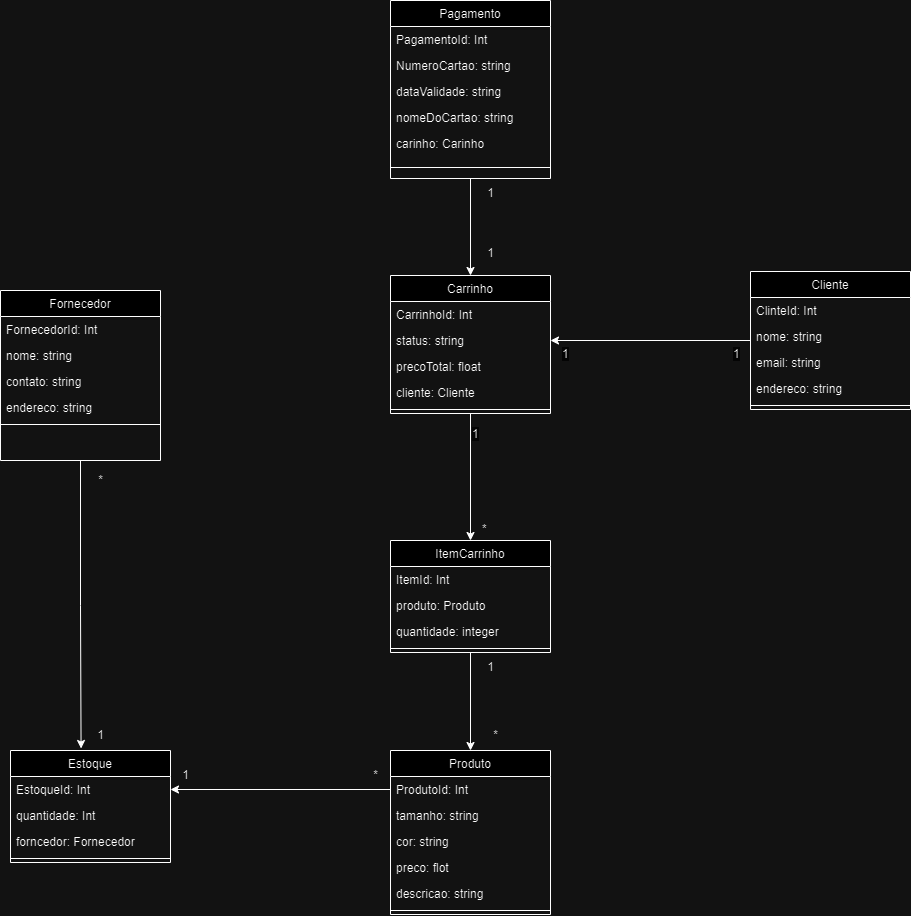 Pagamento
PagamentoId: Int
NumeroCartao: string
dataValidade: string
nomeDoCartao: string
carinho: Carinho
1
1
Carrinho
CarrinhoId: Int
status: string
precoTotal: float
cliente: Cliente
Cliente
ClinteId: Int
nome: string
email: string
endereco: string
1
1
Fornecedor
FornecedorId: Int
nome: string
contato: string
endereco: string
1
*
*
ItemCarrinho
ItemId: Int
produto: Produto
quantidade: integer
1
*
1
Estoque
EstoqueId: Int
quantidade: Int
forncedor: Fornecedor
1
*
Produto
ProdutoId: Int
tamanho: string
cor: string
preco: flot
descricao: string